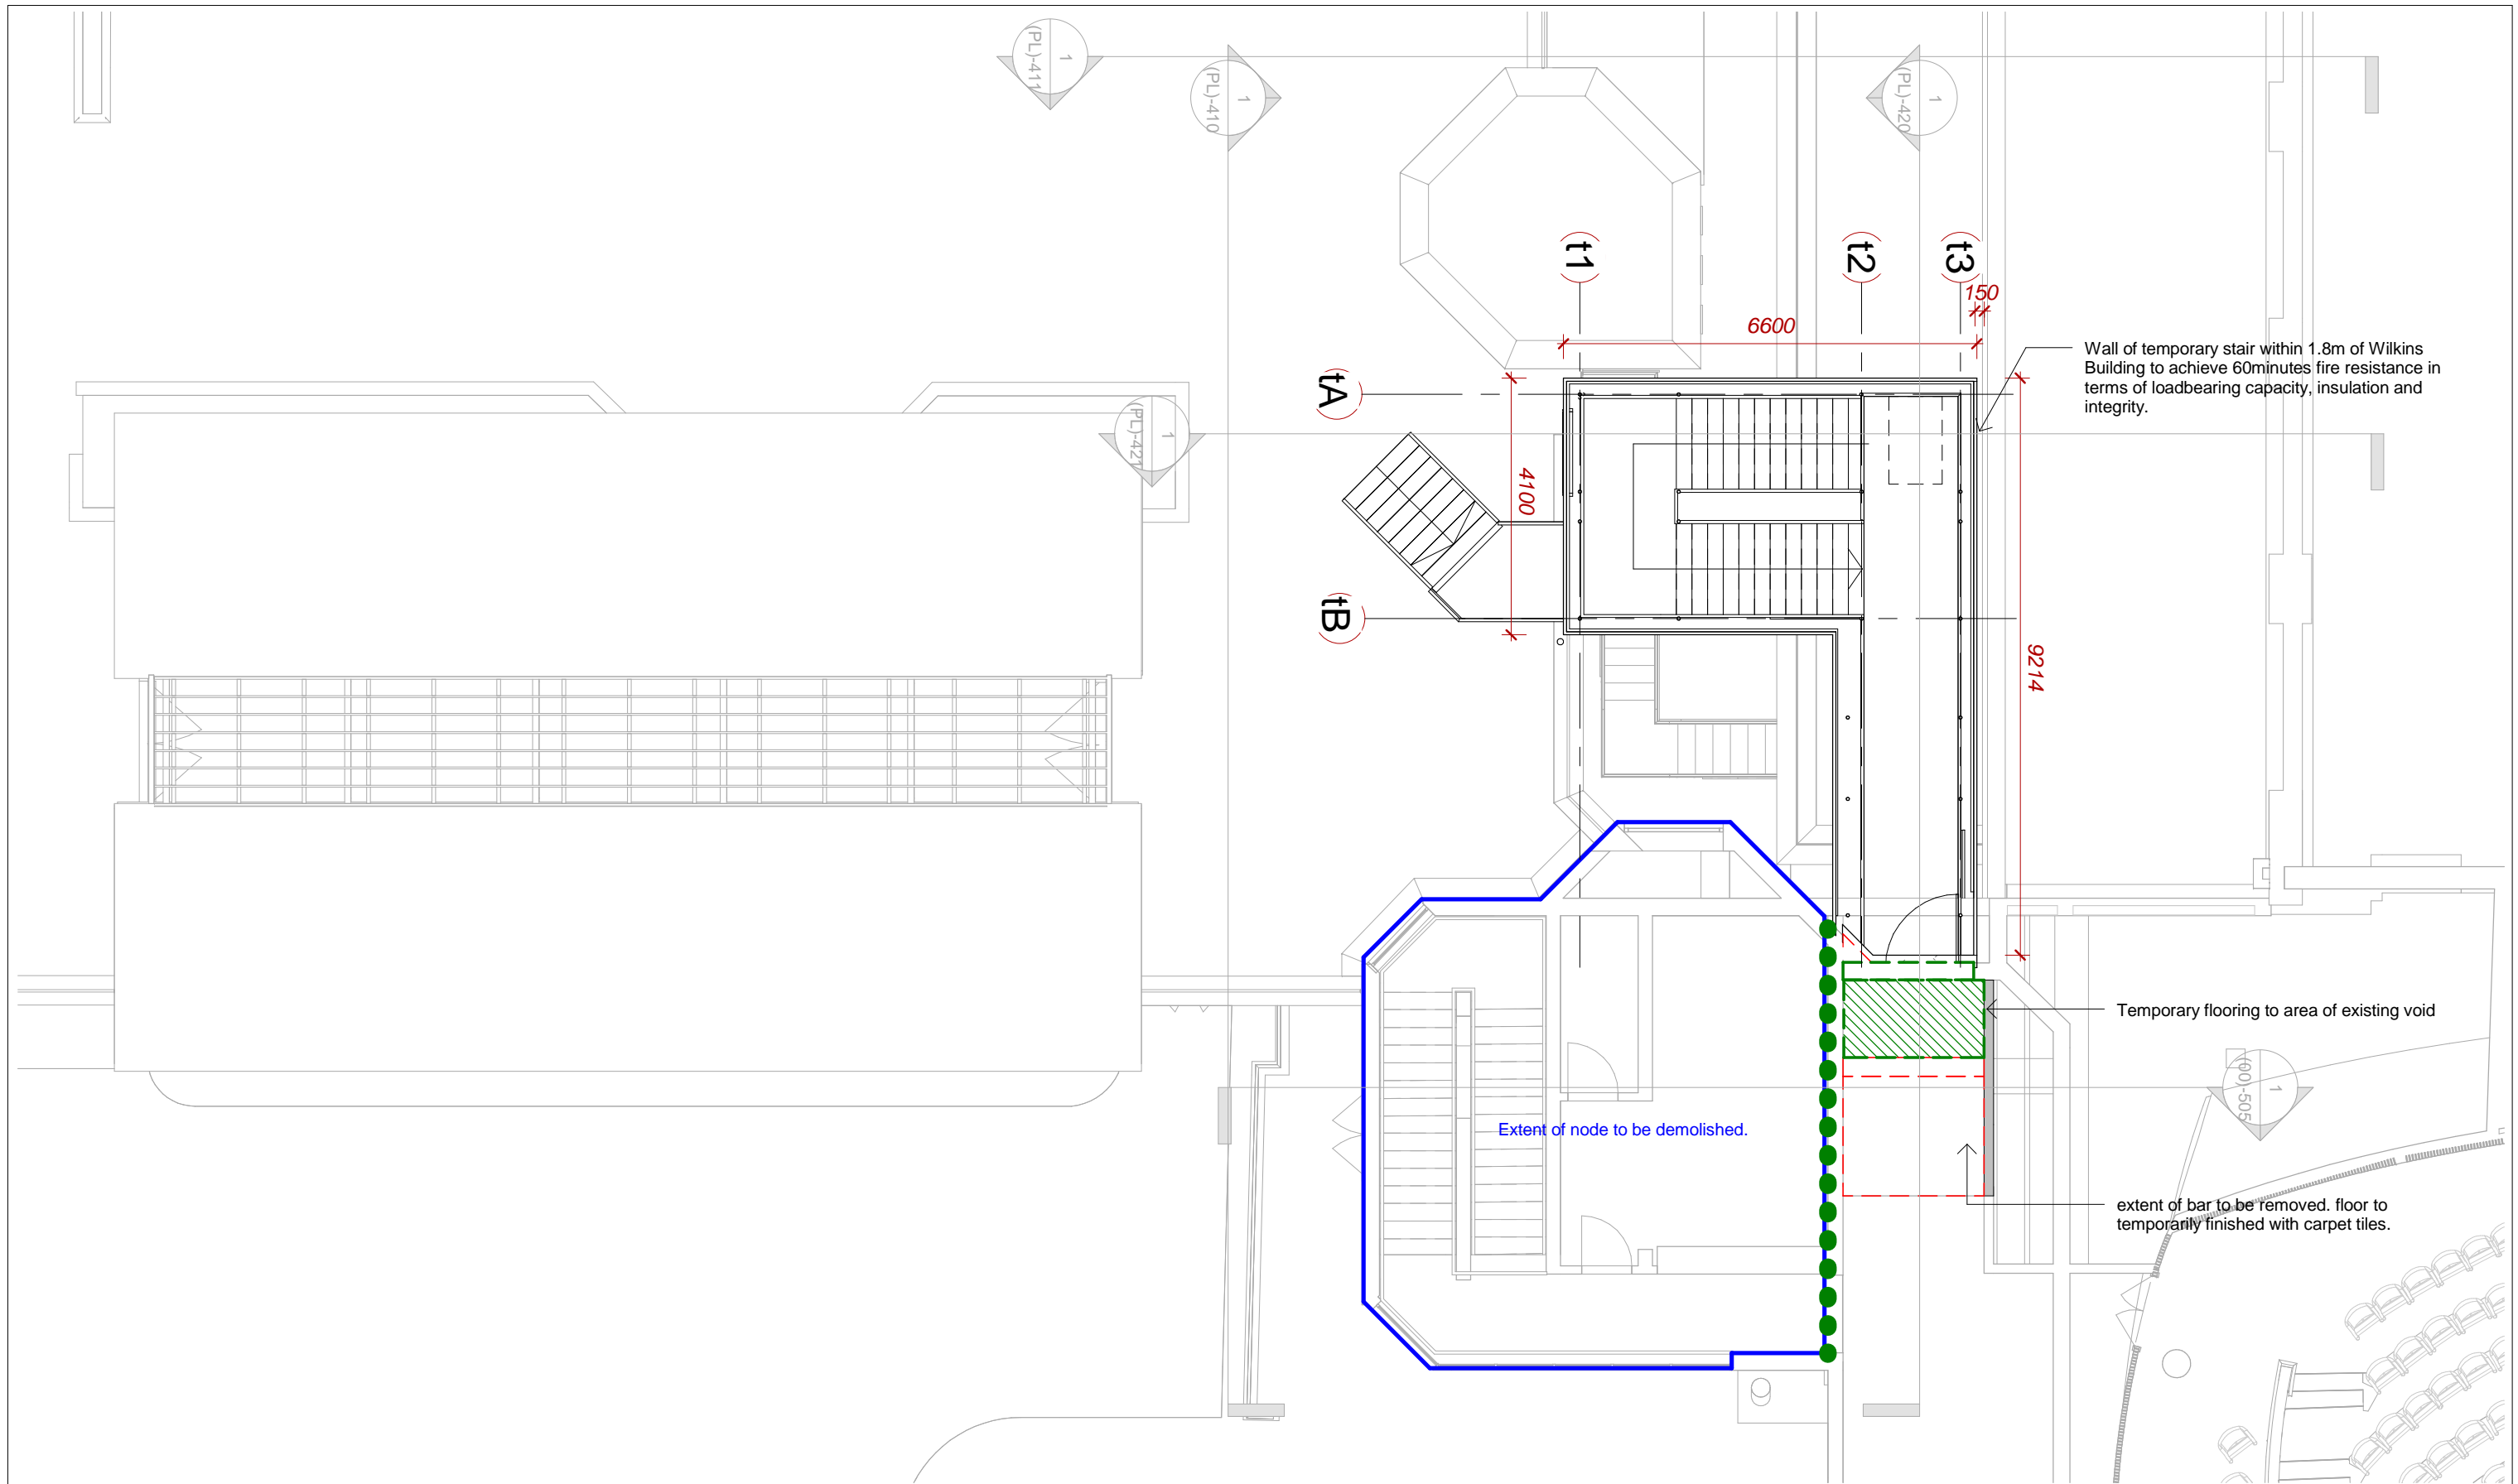 1
(PL)-411
1
(PL)-410
1
(PL)-420
t1
t2
t3
150
6600
Wall of temporary stair within 1.8m of Wilkins
Building to achieve 60minutes fire resistance in
terms of loadbearing capacity, insulation and
integrity.
tA
1
(PL)-421
4100
tB
9214
Temporary flooring to area of existing void
1
(00)-505
Extent of node to be demolished.
extent of bar to be removed. floor to
temporarily finished with carpet tiles.